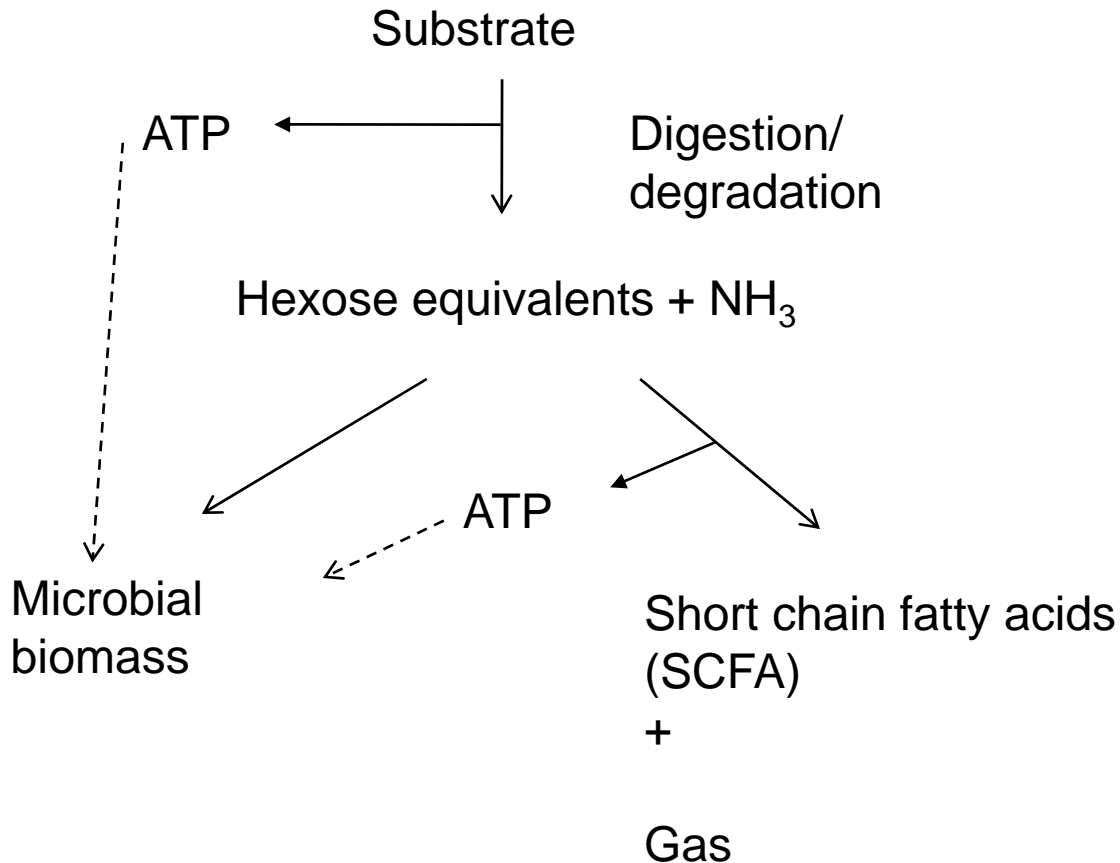 Substrate
ATP
Digestion/
degradation
Hexose equivalents + NH₃
ATP
Microbial
biomass
Short chain fatty acids
(SCFA)
+
Gas